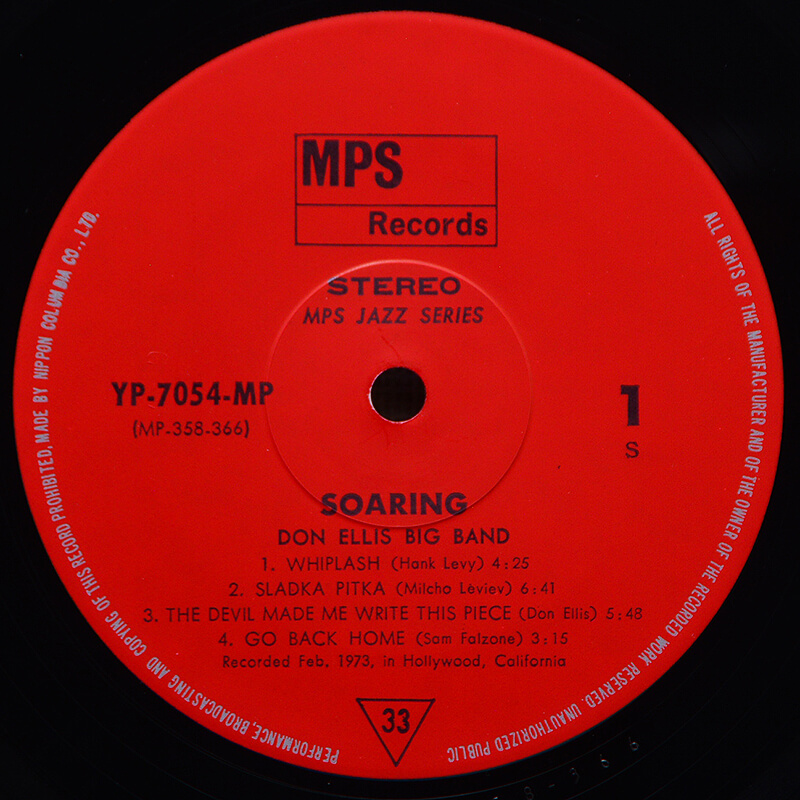 MPS
Records
STEREO
MPS JAZZ SERIES
YP-7054-MP
(MP-358-366)
1
S
SOARING
DON ELLIS BIG BAND
1. WHIPLASH (Hank Levy) 4:25
2. SLADKA PITKA (Milcho Lèviev) 6:41
3. THE DEVIL MADE ME WRITE THIS PIECE (Don Ellis) 5:48
4. GO BACK HOME (Sam Falzone) 3:15
Recorded Feb. 1973, in Hollywood, California
33
ALL RIGHTS OF THE MANUFACTURER AND OF THE OWNER OF THE RECORDED WORK RESERVED. UNAUTHORIZED PUBLIC
PERFORMANCE, BROADCASTING AND COPYING OF THIS RECORD PROHIBITED, MADE BY NIPPON COLUMBIA CO., LTD.